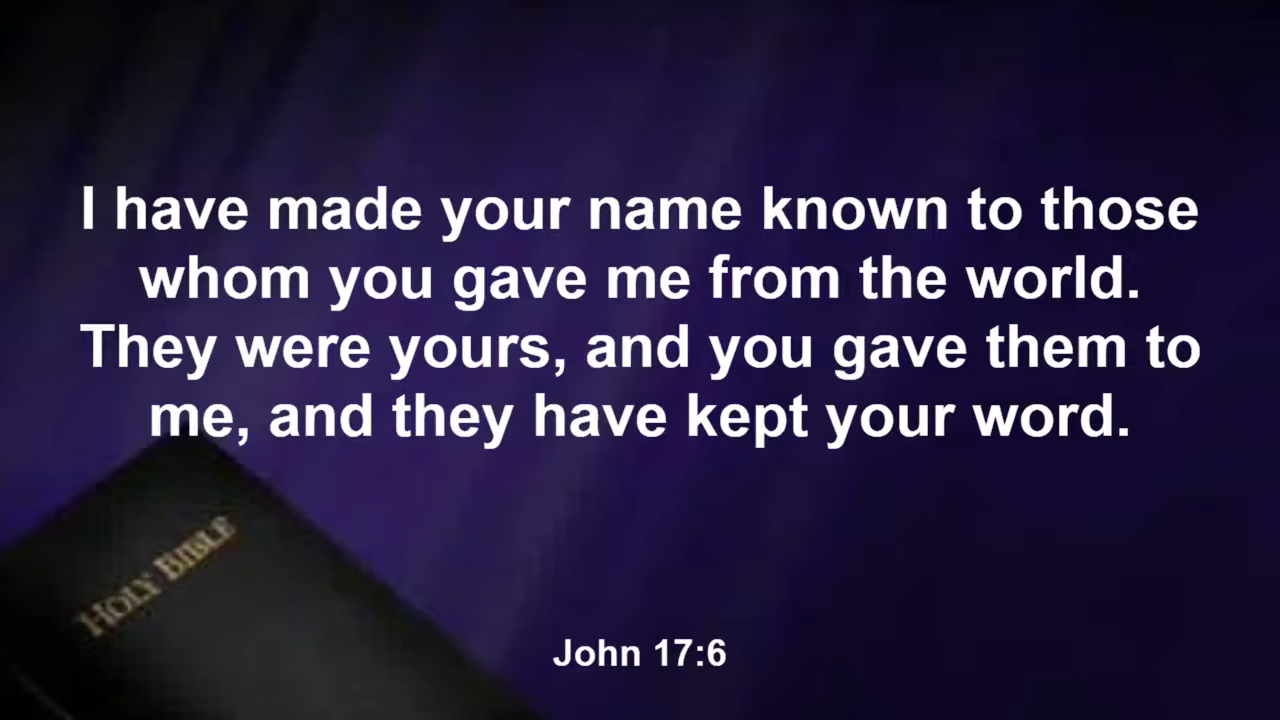 I have made your name known to those
whom you gave me from the world.
They were yours, and you gave them to
me, and they have kept your word.
HOLY BIBLE
John 17:6